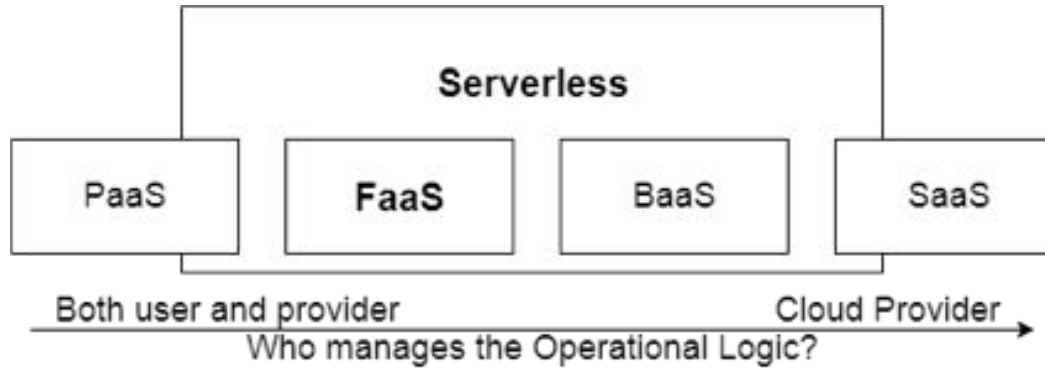 Serverless
PaaS FaaS BaaS SaaS
Both user and provider Cloud Provider
Who manages the Operational Logic?